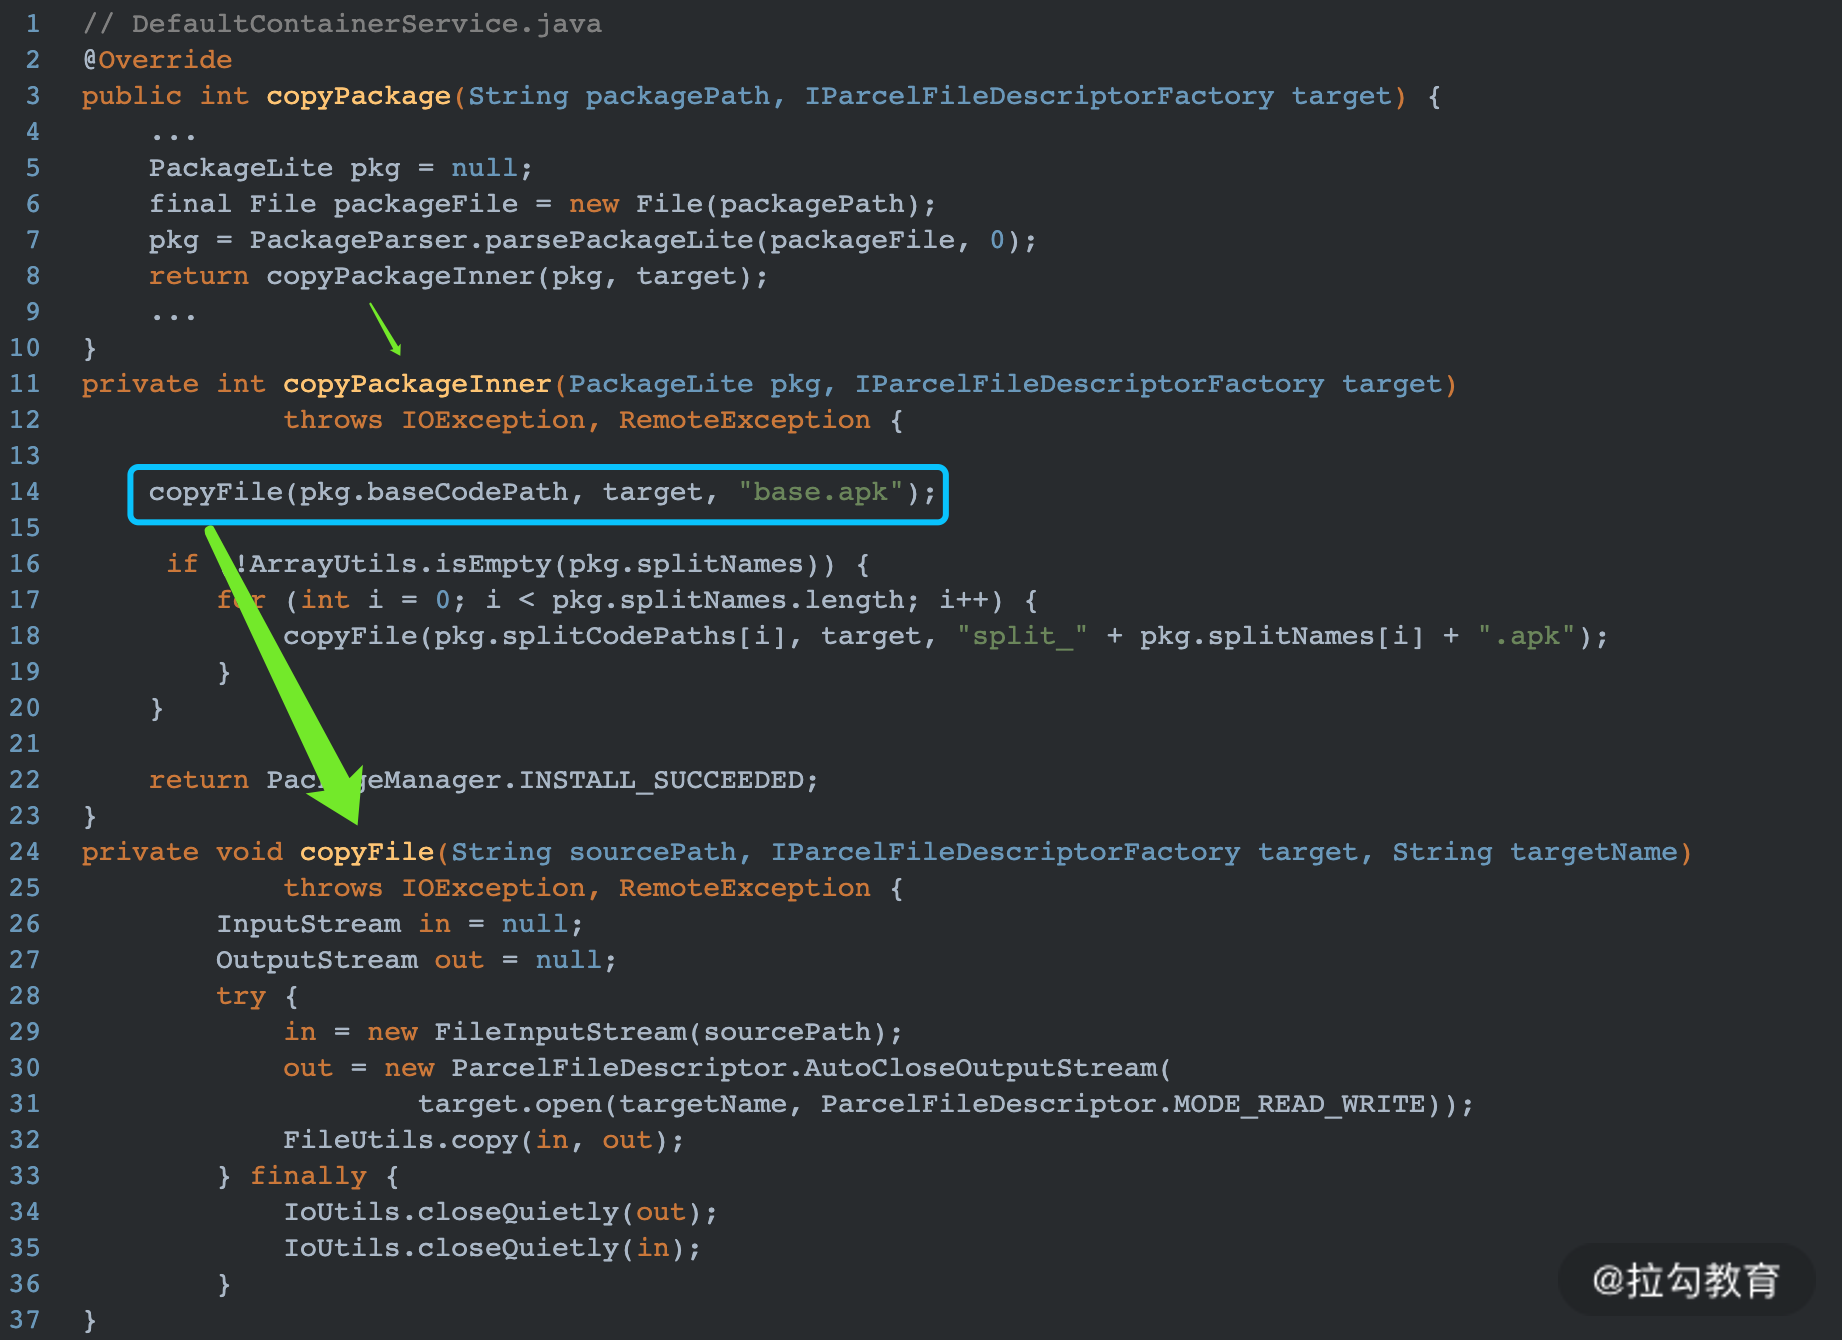 1 // DefaultContainerService.java
2 @Override
3 public int copyPackage(String packagePath, IParcelFileDescriptorFactory target) {
4     ...
5     PackageLite pkg = null;
6     final File packageFile = new File(packagePath);
7     pkg = PackageParser.parsePackageLite(packageFile, 0);
8     return copyPackageInner(pkg, target);
9     ...
10 }
11 private int copyPackageInner(PackageLite pkg, IParcelFileDescriptorFactory target)
12             throws IOException, RemoteException {
13
14     copyFile(pkg.baseCodePath, target, "base.apk");
15
16      if !ArrayUtils.isEmpty(pkg.splitNames)) {
17         for (int i = 0; i < pkg.splitNames.length; i++) {
18             copyFile(pkg.splitCodePaths[i], target, "split_" + pkg.splitNames[i] + ".apk");
19         }
20     }
21
22     return PackageManager.INSTALL_SUCCEEDED;
23 }
24 private void copyFile(String sourcePath, IParcelFileDescriptorFactory target, String targetName)
25             throws IOException, RemoteException {
26         InputStream in = null;
27         OutputStream out = null;
28         try {
29             in = new FileInputStream(sourcePath);
30             out = new ParcelFileDescriptor.AutoCloseOutputStream(
31                     target.open(targetName, ParcelFileDescriptor.MODE_READ_WRITE));
32             FileUtils.copy(in, out);
33         } finally {
34             IoUtils.closeQuietly(out);
35             IoUtils.closeQuietly(in);
36         }
37 }
@拉勾教育